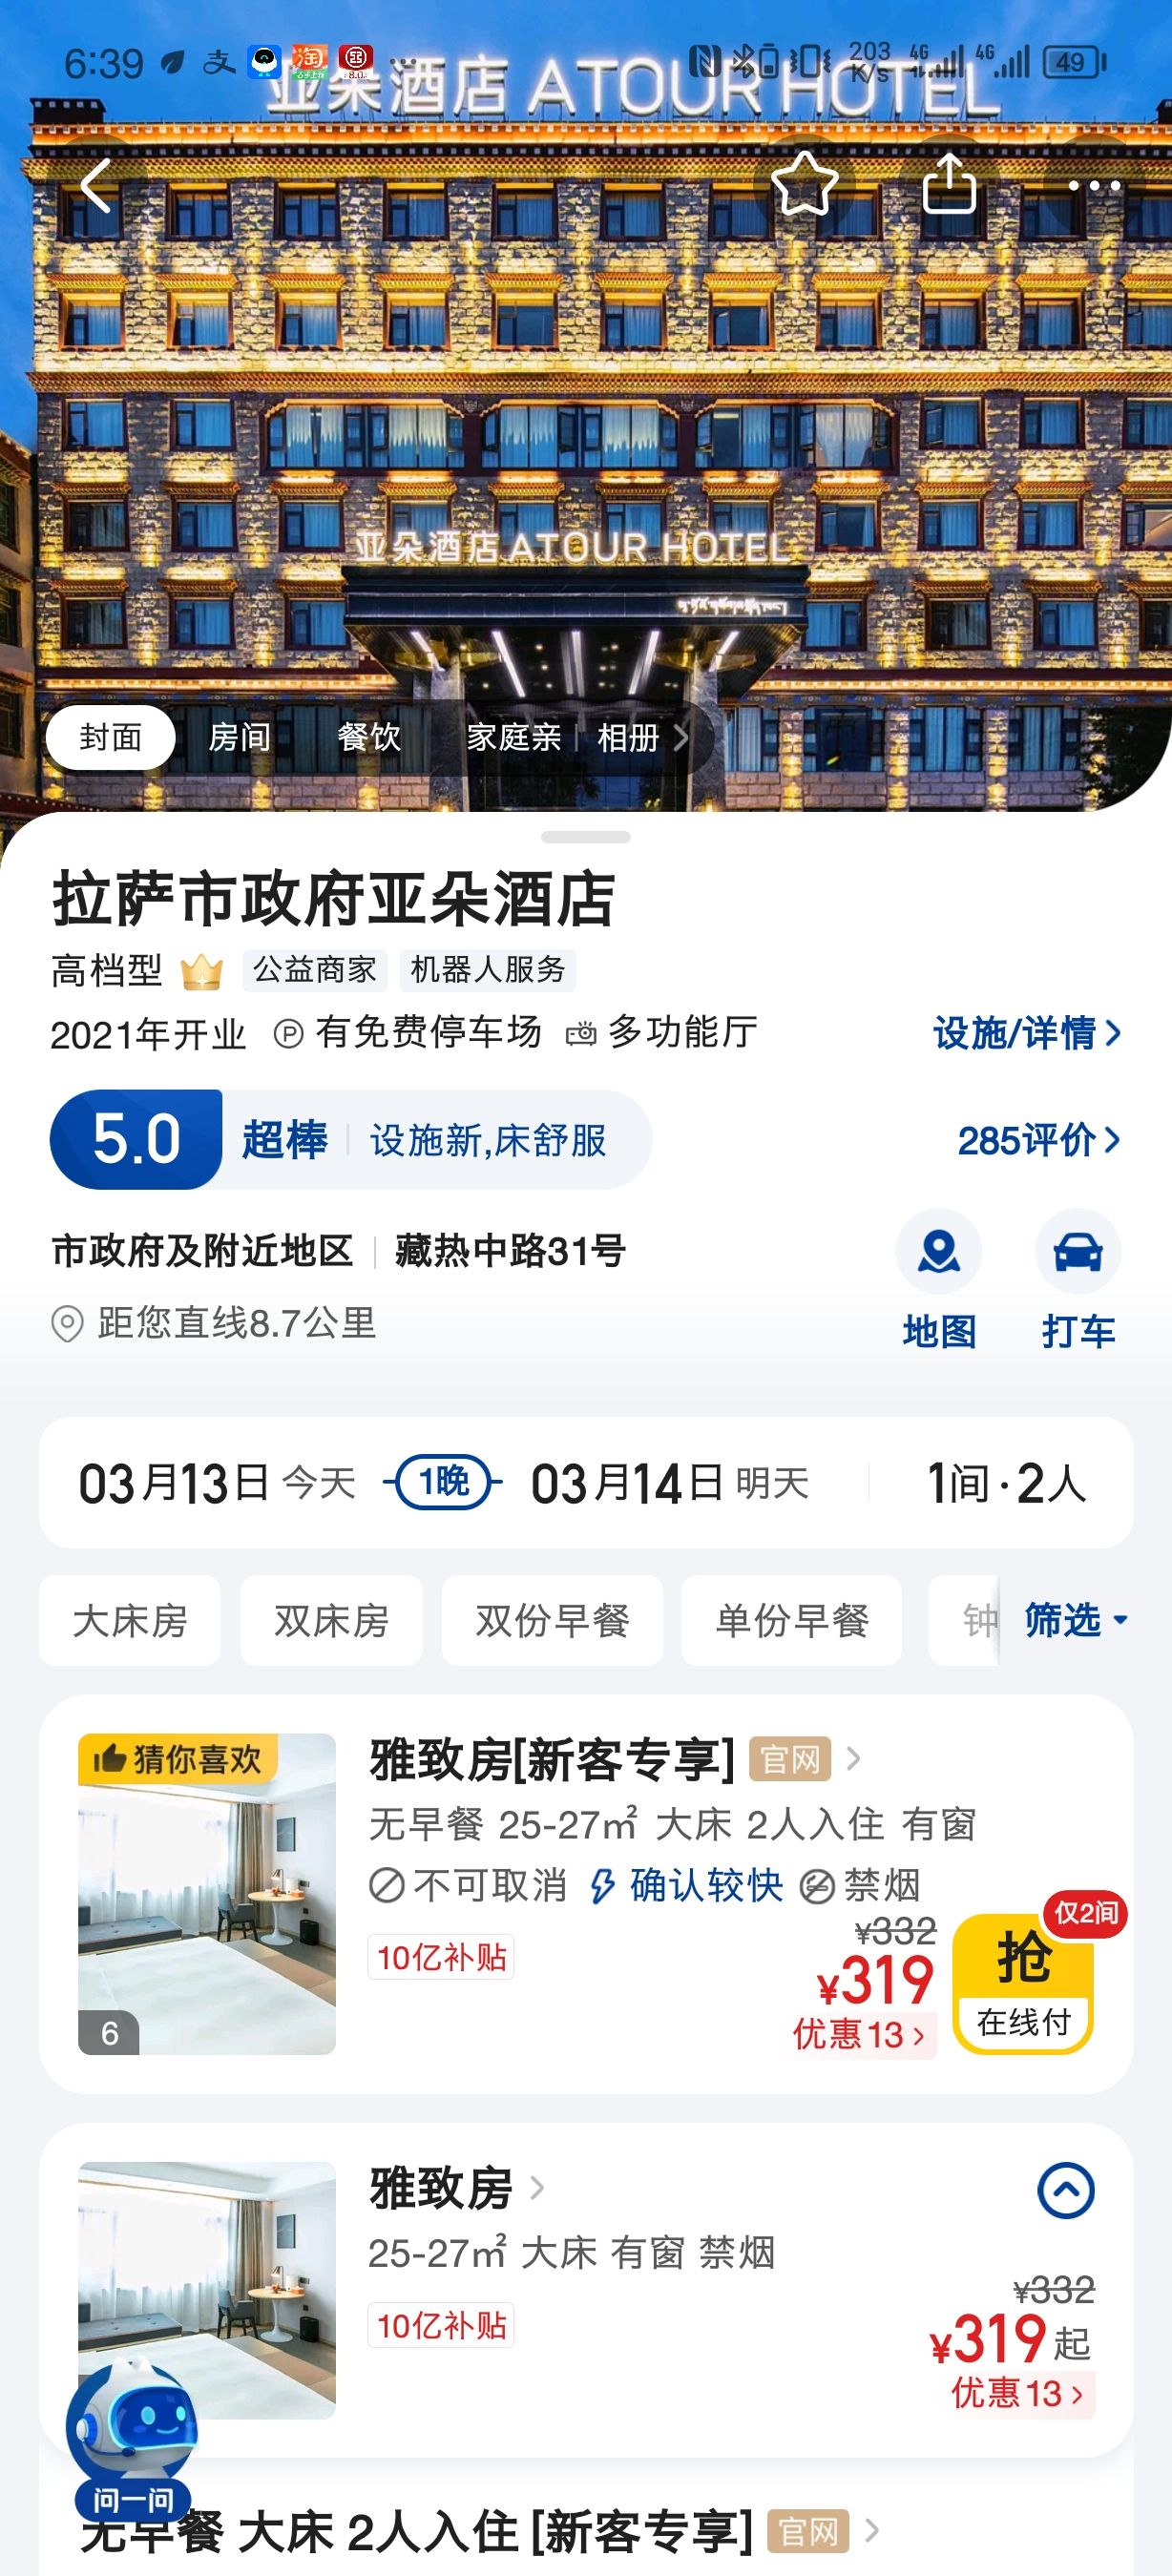 6:39
支
淘
8.0
203 K/s
4G
4G
49
亚朵酒店 ATOUR HOTEL
亚朵酒店 ATOUR HOTEL
封面 房间 餐饮 家庭亲 相册
拉萨市政府亚朵酒店
高档型 公益商家 机器人服务
2021年开业 有免费停车场 多功能厅 设施/详情
5.0 超棒 设施新,床舒服 285评价
市政府及附近地区 藏热中路31号
距您直线8.7公里 地图 打车
03月13日 今天 1晚 03月14日 明天 1间·2人
大床房 双床房 双份早餐 单份早餐 钟 筛选
猜你喜欢
雅致房[新客专享] 官网
无早餐 25-27㎡ 大床 2人入住 有窗
不可取消 确认较快 禁烟
仅2间
10亿补贴 ¥332
¥319 抢
优惠13 在线付
6
雅致房
25-27㎡ 大床 有窗 禁烟
10亿补贴 ¥332
¥319起
优惠13
问一问
无早餐 大床 2人入住 [新客专享] 官网